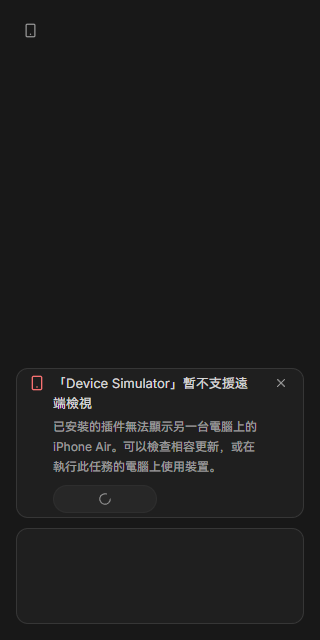 「Device Simulator」暫不支援遠
端檢視
已安裝的插件無法顯示另一台電腦上的
iPhone Air。可以檢查相容更新，或在
執行此任務的電腦上使用裝置。